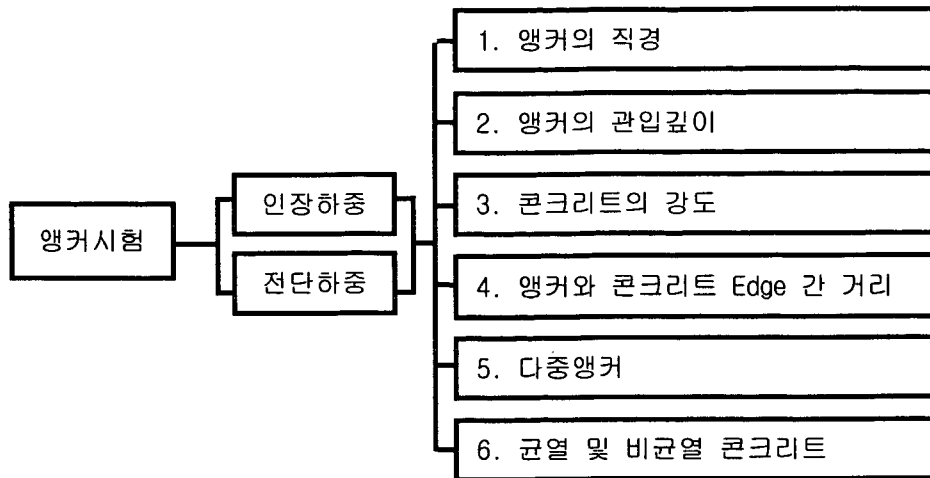 앵커시험
인장하중
전단하중
1. 앵커의 직경
2. 앵커의 관입깊이
3. 콘크리트의 강도
4. 앵커와 콘크리트 Edge 간 거리
5. 다중앵커
6. 균열 및 비균열 콘크리트